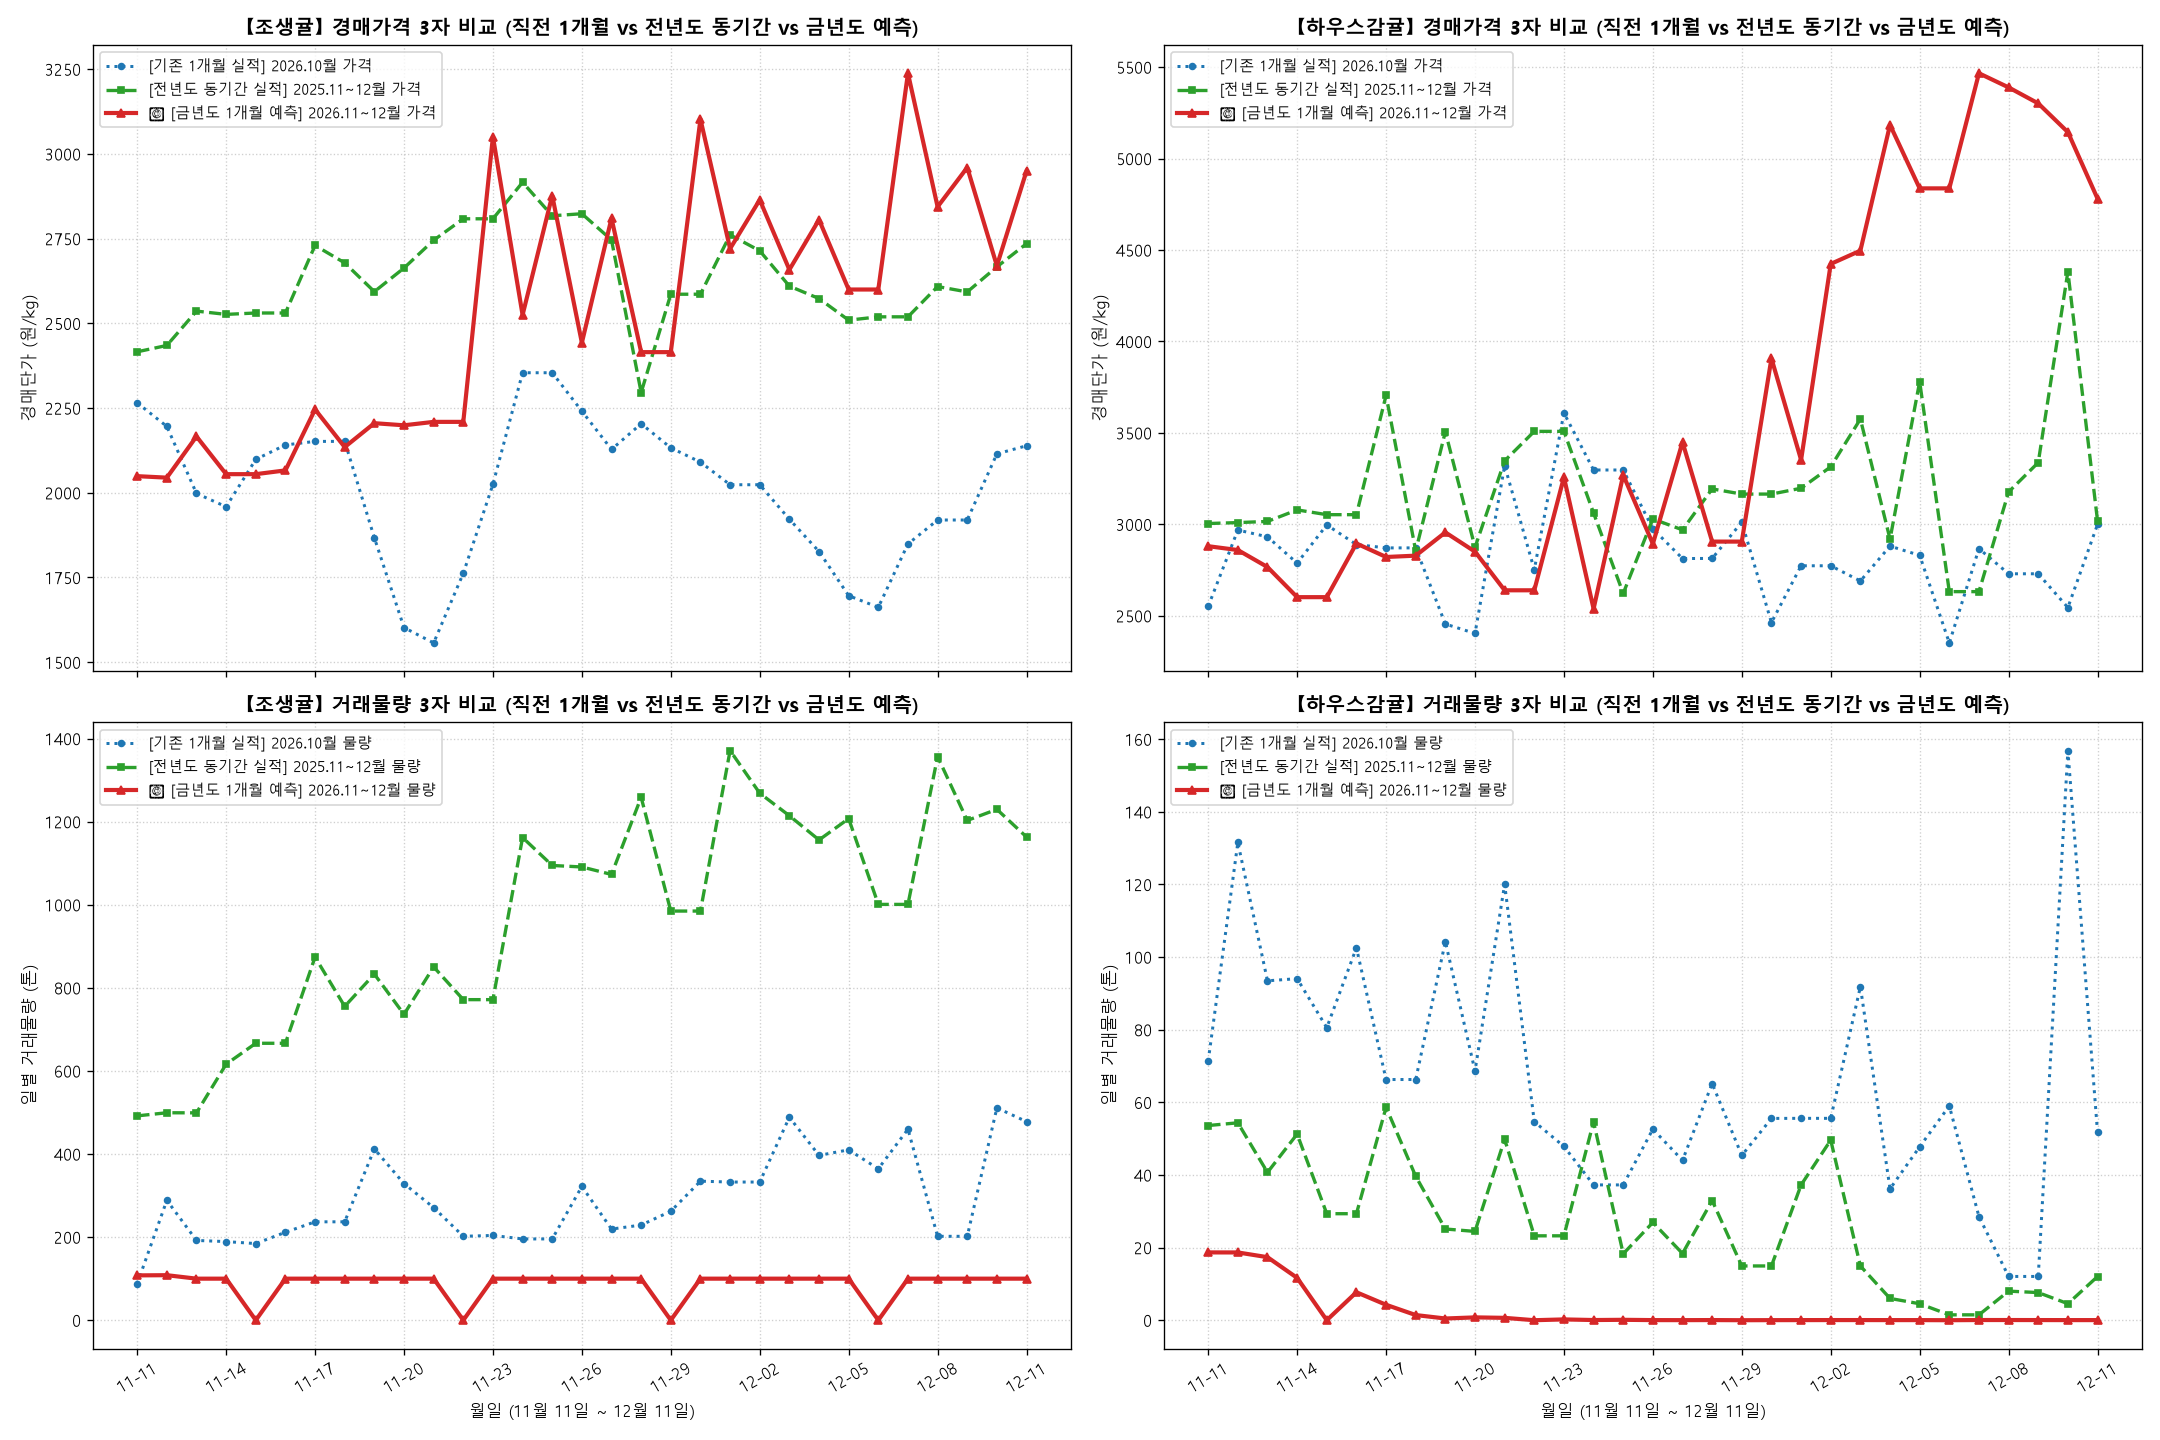 【조생귤】 경매가격 3자 비교 (직전 1개월 vs 전년도 동기간 vs 금년도 예측)
[기존 1개월 실적] 2026.10월 가격
[전년도 동기간 실적] 2025.11~12월 가격
[금년도 1개월 예측] 2026.11~12월 가격
경매단가 (원/kg)
3250
3000
2750
2500
2250
2000
1750
1500
【하우스감귤】 경매가격 3자 비교 (직전 1개월 vs 전년도 동기간 vs 금년도 예측)
[기존 1개월 실적] 2026.10월 가격
[전년도 동기간 실적] 2025.11~12월 가격
[금년도 1개월 예측] 2026.11~12월 가격
경매단가 (원/kg)
5500
5000
4500
4000
3500
3000
2500
【조생귤】 거래물량 3자 비교 (직전 1개월 vs 전년도 동기간 vs 금년도 예측)
[기존 1개월 실적] 2026.10월 물량
[전년도 동기간 실적] 2025.11~12월 물량
[금년도 1개월 예측] 2026.11~12월 물량
일별 거래물량 (톤)
1400
1200
1000
800
600
400
200
0
11-11 11-14 11-17 11-20 11-23 11-26 11-29 12-02 12-05 12-08 12-11
월일 (11월 11일 ~ 12월 11일)
【하우스감귤】 거래물량 3자 비교 (직전 1개월 vs 전년도 동기간 vs 금년도 예측)
[기존 1개월 실적] 2026.10월 물량
[전년도 동기간 실적] 2025.11~12월 물량
[금년도 1개월 예측] 2026.11~12월 물량
일별 거래물량 (톤)
160
140
120
100
80
60
40
20
0
11-11 11-14 11-17 11-20 11-23 11-26 11-29 12-02 12-05 12-08 12-11
월일 (11월 11일 ~ 12월 11일)